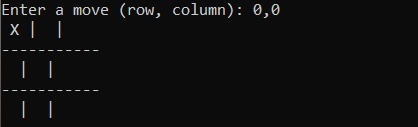 Enter a move (row, column): 0,0
 X |  |
-----------
  |  |
-----------
  |  |